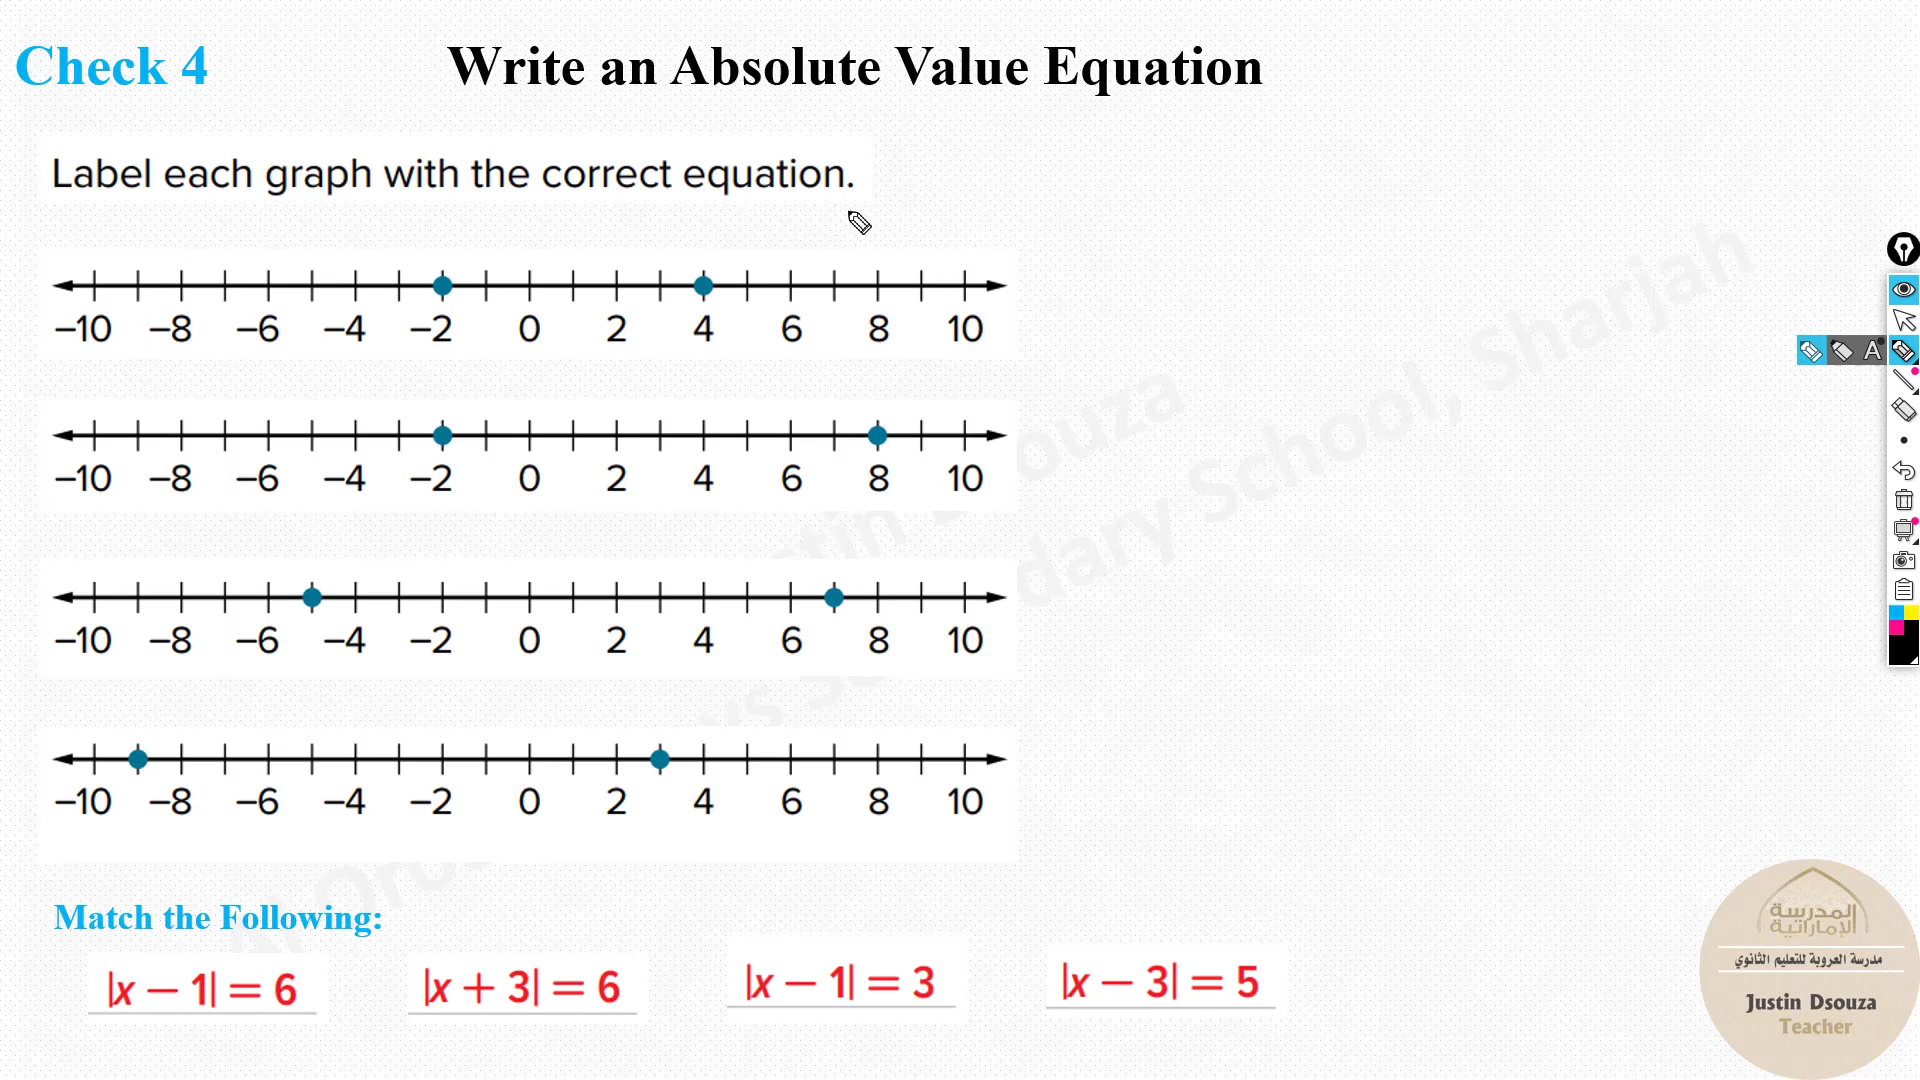 Check 4
Write an Absolute Value Equation
Label each graph with the correct equation.
−10 −8 −6 −4 −2 0 2 4 6 8 10
−10 −8 −6 −4 −2 0 2 4 6 8 10
−10 −8 −6 −4 −2 0 2 4 6 8 10
−10 −8 −6 −4 −2 0 2 4 6 8 10
Match the Following:
|x − 1| = 6
|x + 3| = 6
|x − 1| = 3
|x − 3| = 5
A
المدرسة
الإماراتية
مدرسة العروبة للتعليم الثانوي
Justin Dsouza
Teacher
School, Sharjah